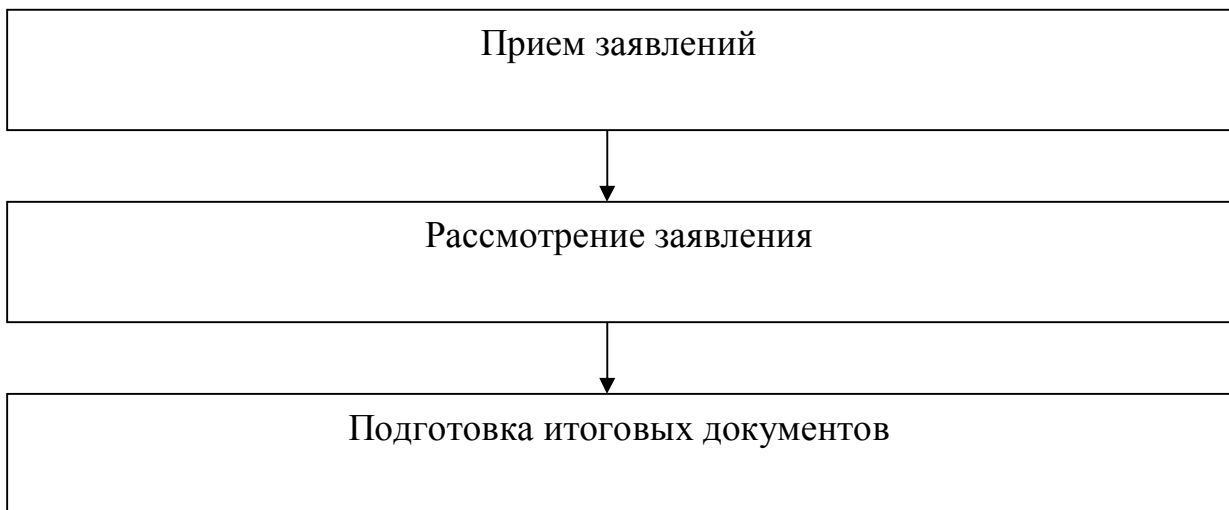 Прием заявлений
Рассмотрение заявления
Подготовка итоговых документов